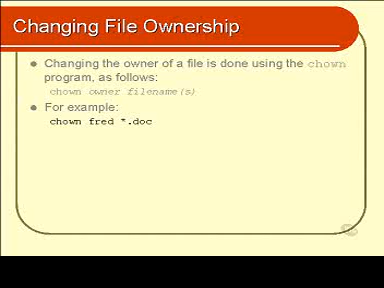 Changing File Ownership
Changing the owner of a file is done using the chown
program, as follows:
chown owner filename(s)
For example:
chown fred *.doc